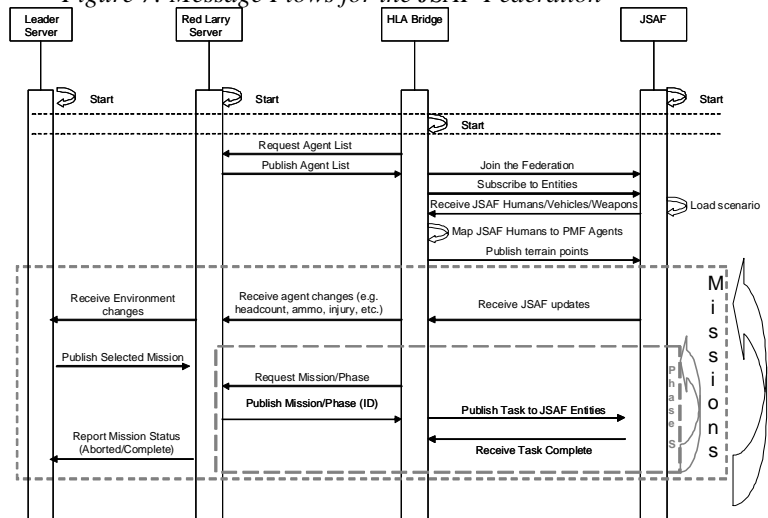 Figure 7: Message Flows for the JSAF Federation
Leader
Server
Red Larry
Server
HLA Bridge
JSAF
Start
Start
Start
Start
Request Agent List
Publish Agent List
Join the Federation
Subscribe to Entities
Receive JSAF Humans/Vehicles/Weapons
Load scenario
Map JSAF Humans to PMF Agents
Publish terrain points
Missions
Receive Environment
changes
Receive agent changes (e.g.
headcount, ammo, injury, etc.)
Receive JSAF updates
Publish Selected Mission
Phases
Request Mission/Phase
Publish Mission/Phase (ID)
Publish Task to JSAF Entities
Report Mission Status
(Aborted/Complete)
Receive Task Complete